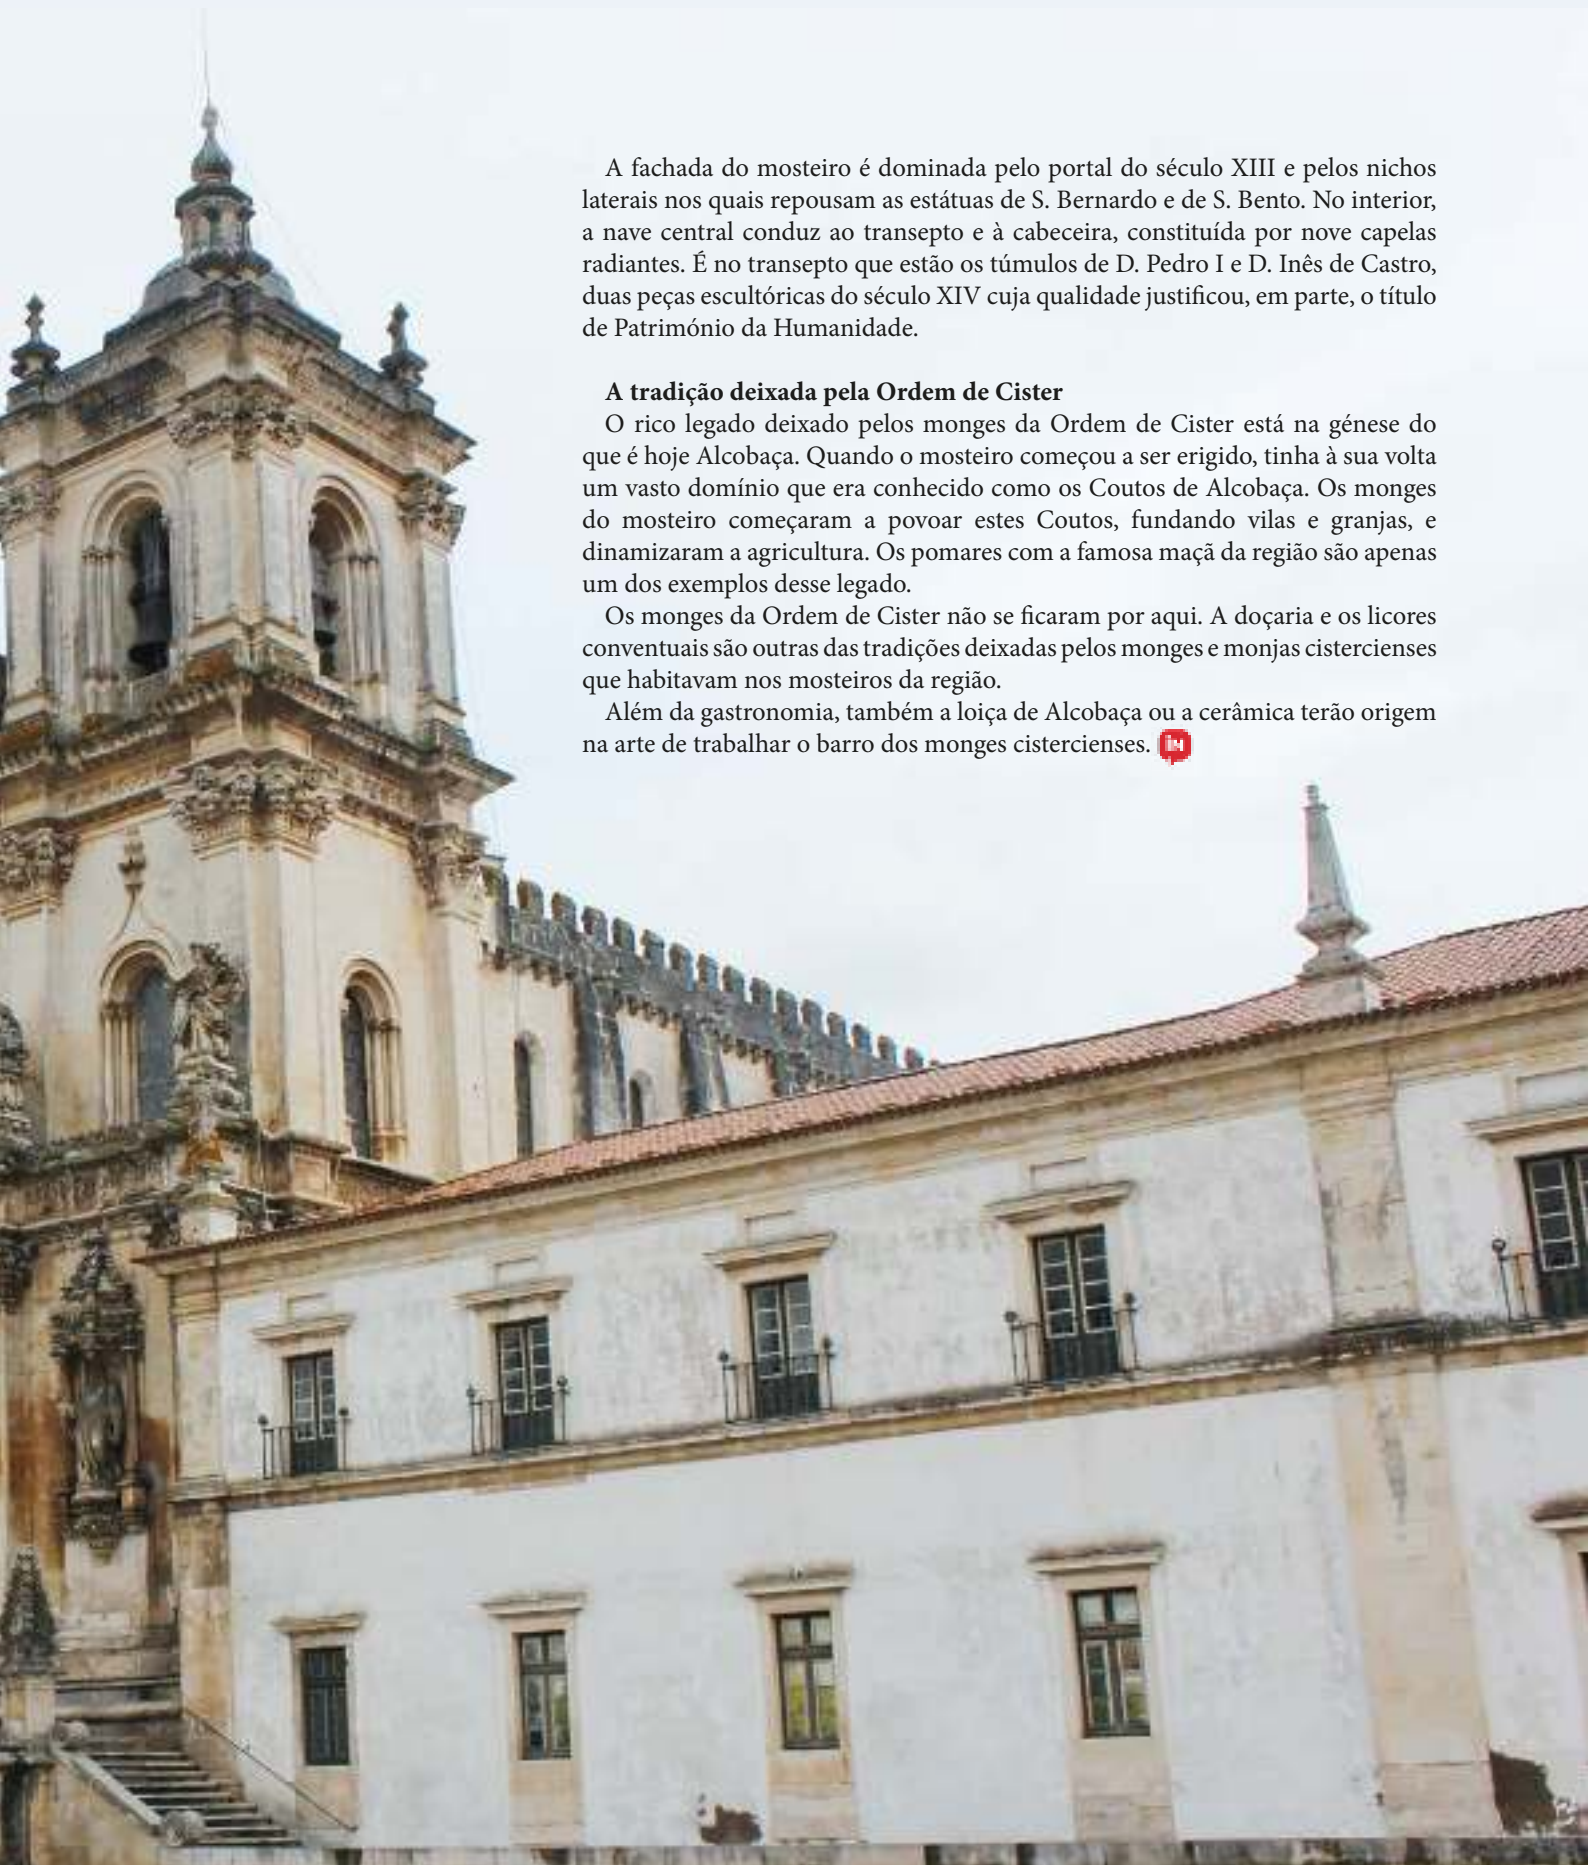 A fachada do mosteiro é dominada pelo portal do século XIII e pelos nichos
laterais nos quais repousam as estátuas de S. Bernardo e de S. Bento. No interior,
a nave central conduz ao transepto e à cabeceira, constituída por nove capelas
radiantes. É no transepto que estão os túmulos de D. Pedro I e D. Inês de Castro,
duas peças escultóricas do século XIV cuja qualidade justificou, em parte, o título
de Património da Humanidade.
A tradição deixada pela Ordem de Cister
O rico legado deixado pelos monges da Ordem de Cister está na génese do
que é hoje Alcobaça. Quando o mosteiro começou a ser erigido, tinha à sua volta
um vasto domínio que era conhecido como os Coutos de Alcobaça. Os monges
do mosteiro começaram a povoar estes Coutos, fundando vilas e granjas, e
dinamizaram a agricultura. Os pomares com a famosa maçã da região são apenas
um dos exemplos desse legado.
Os monges da Ordem de Cister não se ficaram por aqui. A doçaria e os licores
conventuais são outras das tradições deixadas pelos monges e monjas cistercienses
que habitavam nos mosteiros da região.
Além da gastronomia, também a loiça de Alcobaça ou a cerâmica terão origem
na arte de trabalhar o barro dos monges cistercienses.